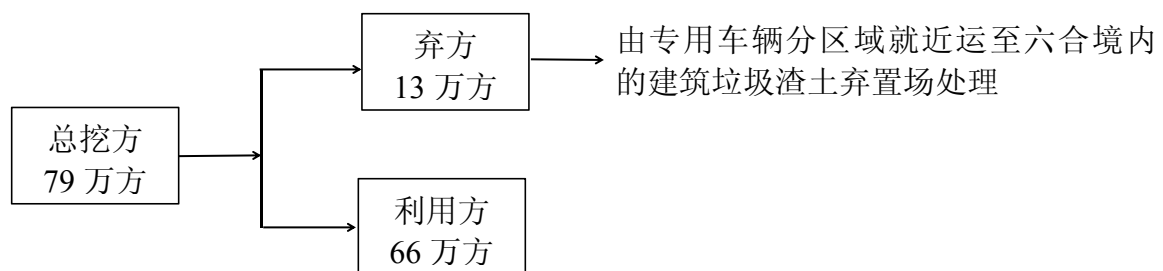 弃方
13 万方
由专用车辆分区域就近运至六合境内
的建筑垃圾渣土弃置场处理
总挖方
79 万方
利用方
66 万方